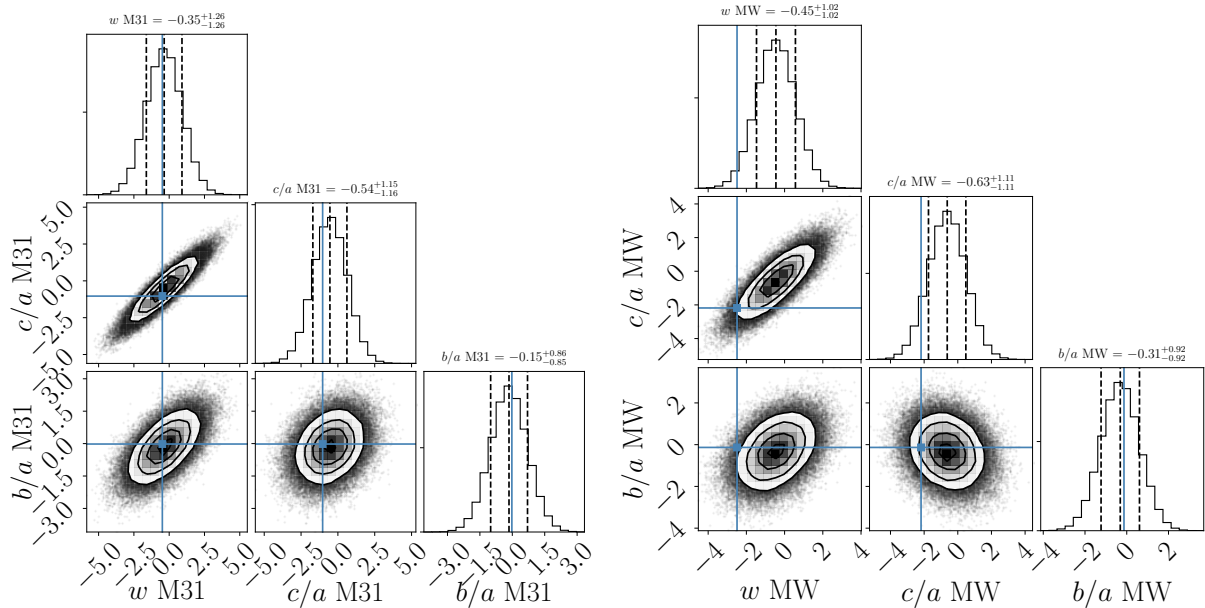 w M31 = −0.35^{+1.26}_{−1.26}
c/a M31 = −0.54^{+1.15}_{−1.16}
b/a M31 = −0.15^{+0.86}_{−0.85}
c/a M31
5.0
2.5
0.0
−2.5
−5.0
b/a M31
3.0
1.5
0.0
−1.5
−3.0
−5.0 −2.5 0.0 2.5 5.0
w M31
−5.0 −2.5 0.0 2.5 5.0
c/a M31
−3.0 −1.5 0.0 1.5 3.0
b/a M31
w MW = −0.45^{+1.02}_{−1.02}
c/a MW = −0.63^{+1.11}_{−1.11}
b/a MW = −0.31^{+0.92}_{−0.92}
c/a MW
4
2
0
−2
−4
b/a MW
2
0
−2
−4
−4 −2 0 2 4
w MW
−4 −2 0 2 4
c/a MW
−4 −2 0 2
b/a MW